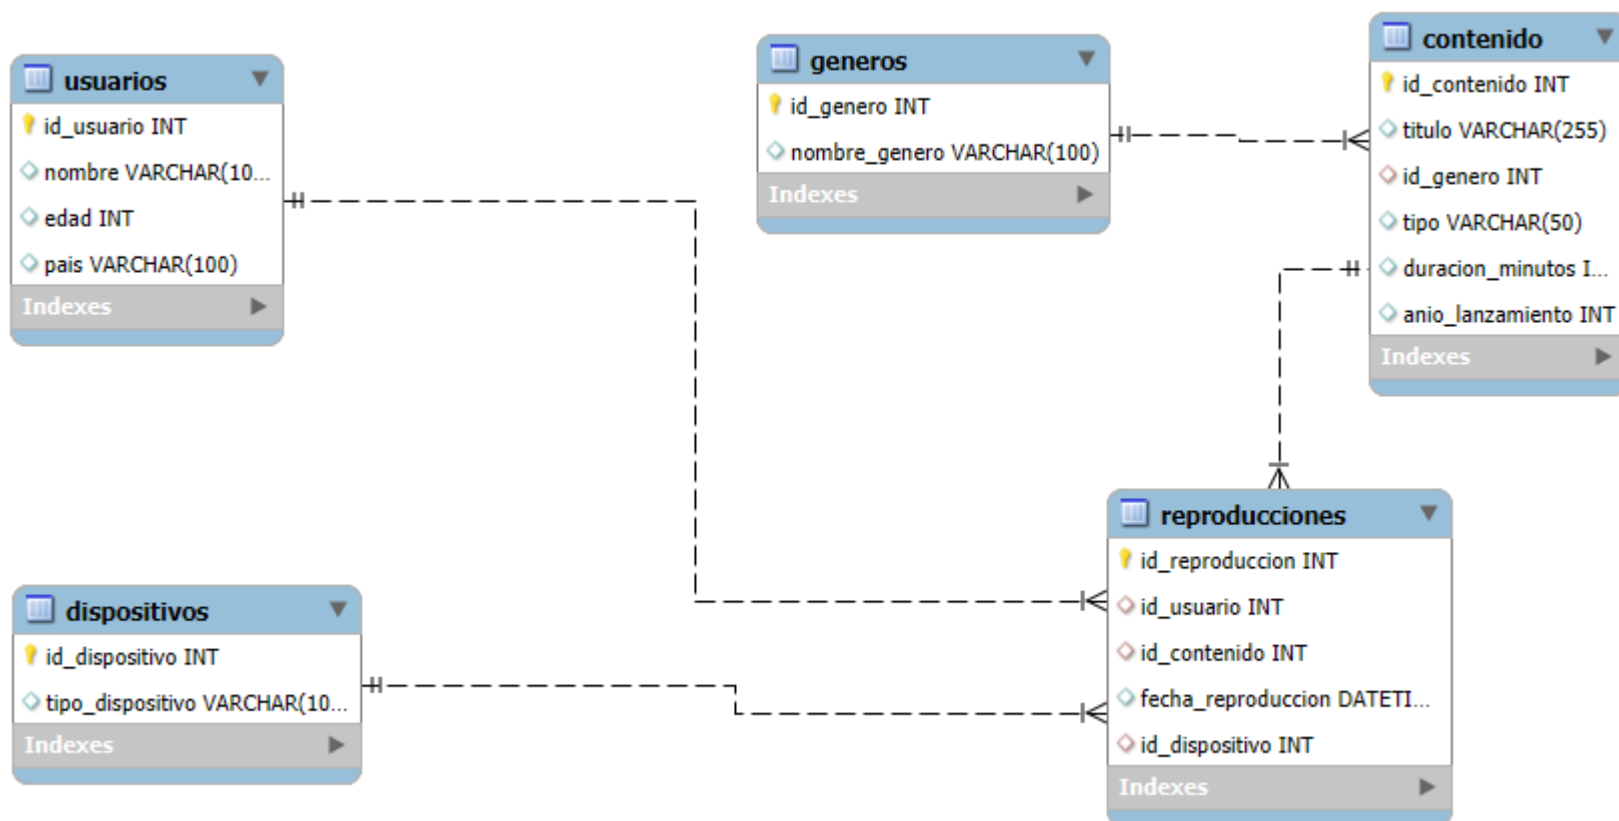 usuarios
id_usuario INT
nombre VARCHAR(10...
edad INT
pais VARCHAR(100)
Indexes
generos
id_genero INT
nombre_genero VARCHAR(100)
Indexes
contenido
id_contenido INT
titulo VARCHAR(255)
id_genero INT
tipo VARCHAR(50)
duracion_minutos I...
anio_lanzamiento INT
Indexes
dispositivos
id_dispositivo INT
tipo_dispositivo VARCHAR(10...
Indexes
reproducciones
id_reproduccion INT
id_usuario INT
id_contenido INT
fecha_reproduccion DATETI...
id_dispositivo INT
Indexes